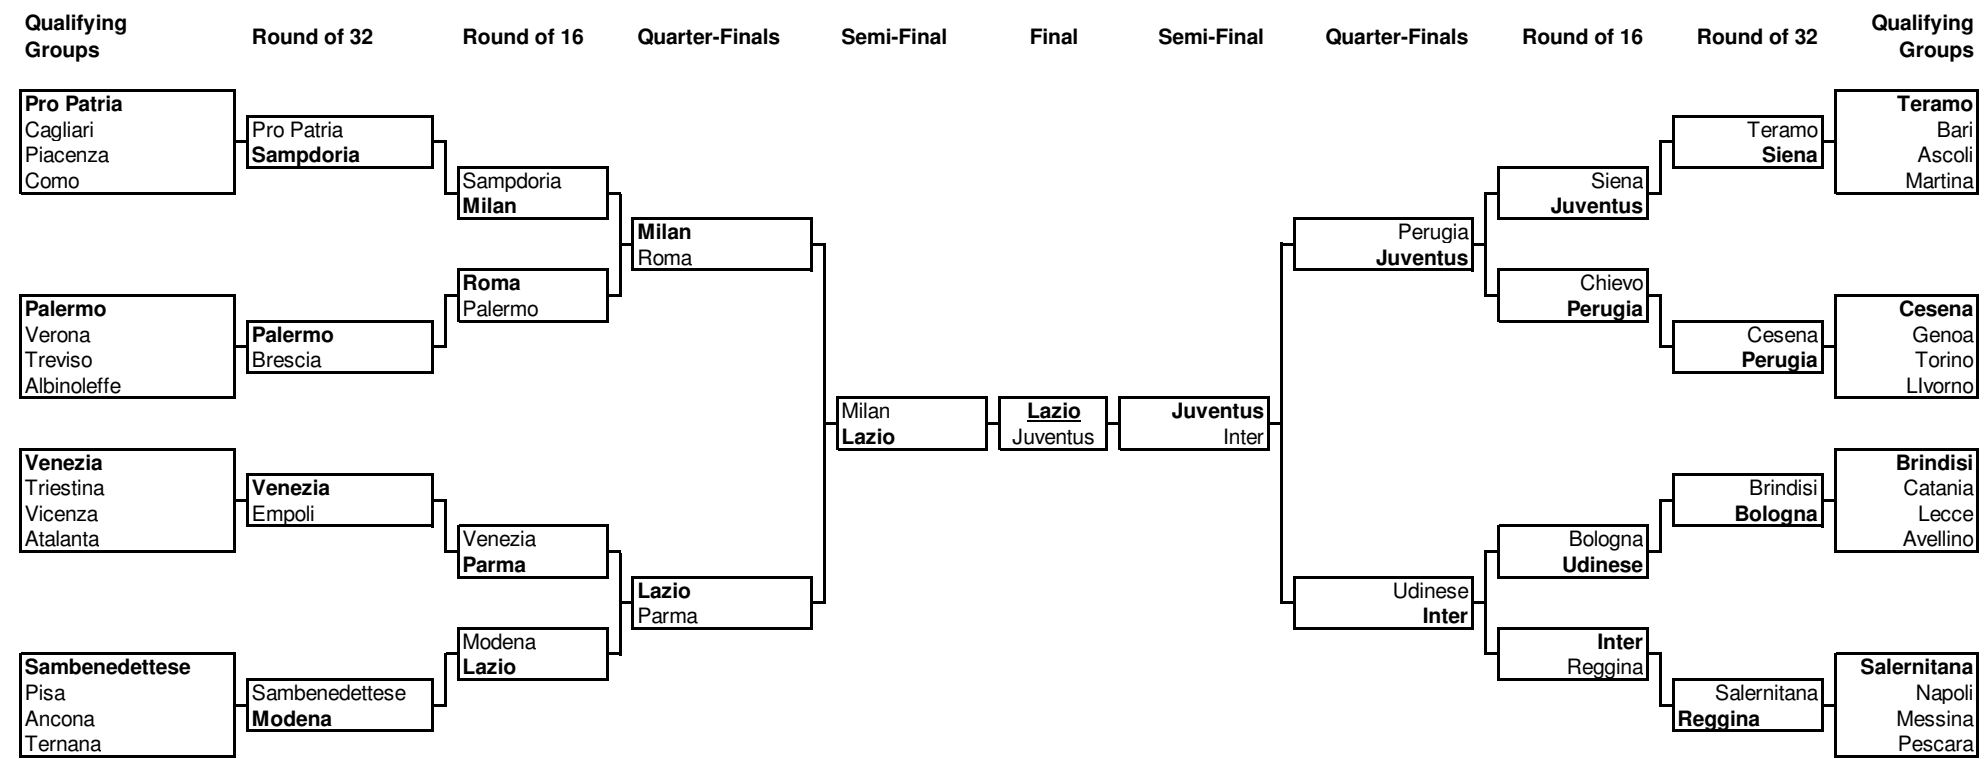 Qualifying
Groups
Round of 32
Round of 16
Quarter-Finals
Semi-Final
Final
Semi-Final
Quarter-Finals
Round of 16
Round of 32
Qualifying
Groups
Pro Patria
Cagliari
Piacenza
Como
Palermo
Verona
Treviso
Albinoleffe
Venezia
Triestina
Vicenza
Atalanta
Sambenedettese
Pisa
Ancona
Ternana
Pro Patria
Sampdoria
Palermo
Brescia
Venezia
Empoli
Sambenedettese
Modena
Sampdoria
Milan
Roma
Palermo
Venezia
Parma
Modena
Lazio
Milan
Roma
Lazio
Parma
Milan
Lazio
Lazio
Juventus
Juventus
Inter
Perugia
Juventus
Udinese
Inter
Siena
Juventus
Chievo
Perugia
Bologna
Udinese
Inter
Reggina
Teramo
Siena
Cesena
Perugia
Brindisi
Bologna
Salernitana
Reggina
Teramo
Bari
Ascoli
Martina
Cesena
Genoa
Torino
LIvorno
Brindisi
Catania
Lecce
Avellino
Salernitana
Napoli
Messina
Pescara